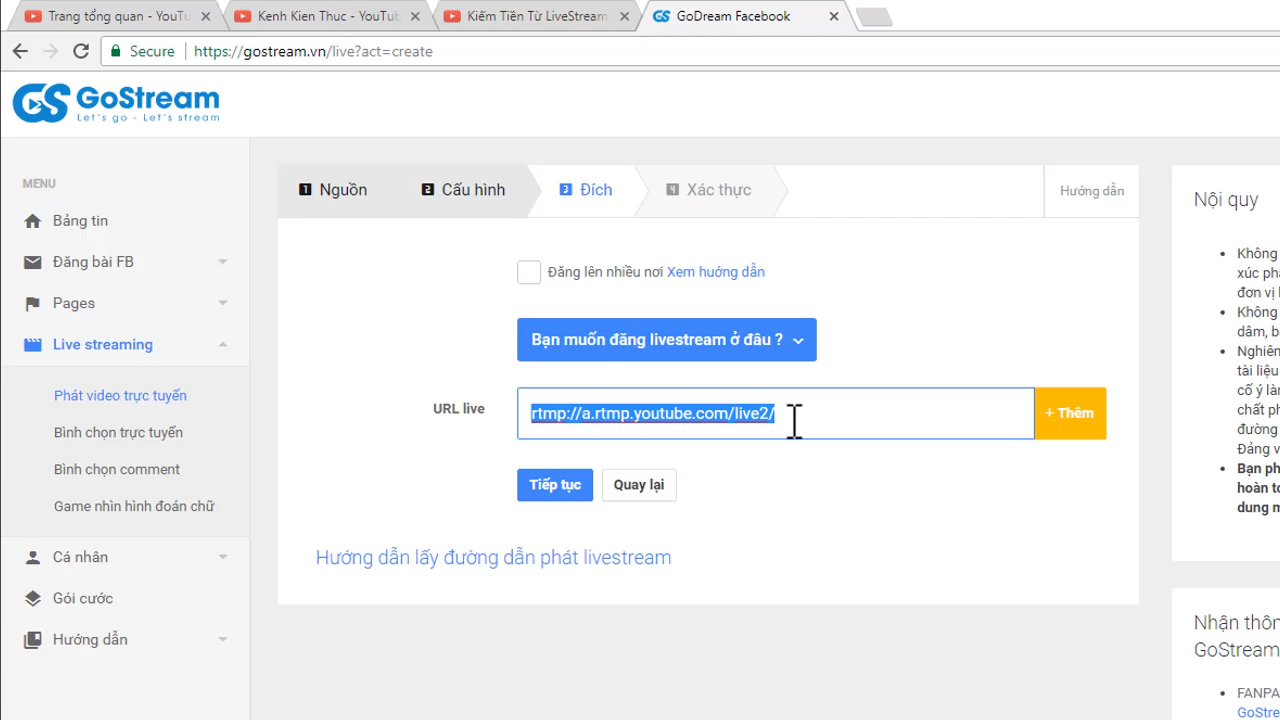 Trang tổng quan - YouTu
Kenh Kien Thuc - YouTub
Kiếm Tiền Từ LiveStream
GoDream Facebook
Secure
https://gostream.vn/live?act=create
GS GoStream
Let's go - Let's stream
MENU
Bảng tin
Đăng bài FB
Pages
Live streaming
Phát video trực tuyến
Bình chọn trực tuyến
Bình chọn comment
Game nhìn hình đoán chữ
Cá nhân
Gói cước
Hướng dẫn
1 Nguồn
2 Cấu hình
3 Đích
4 Xác thực
Hướng dẫn
Đăng lên nhiều nơi Xem hướng dẫn
Bạn muốn đăng livestream ở đâu ?
URL live
rtmp://a.rtmp.youtube.com/live2/
+ Thêm
Tiếp tục
Quay lại
Hướng dẫn lấy đường dẫn phát livestream
Nội quy
Không
xúc phạ
đơn vị
Không
dâm, b
Nghiên
tài liệu
cố ý làn
chất ph
đường
Đảng v
Bạn ph
hoàn to
dung m
Nhận thôn
GoStream
FANPA
GoStre